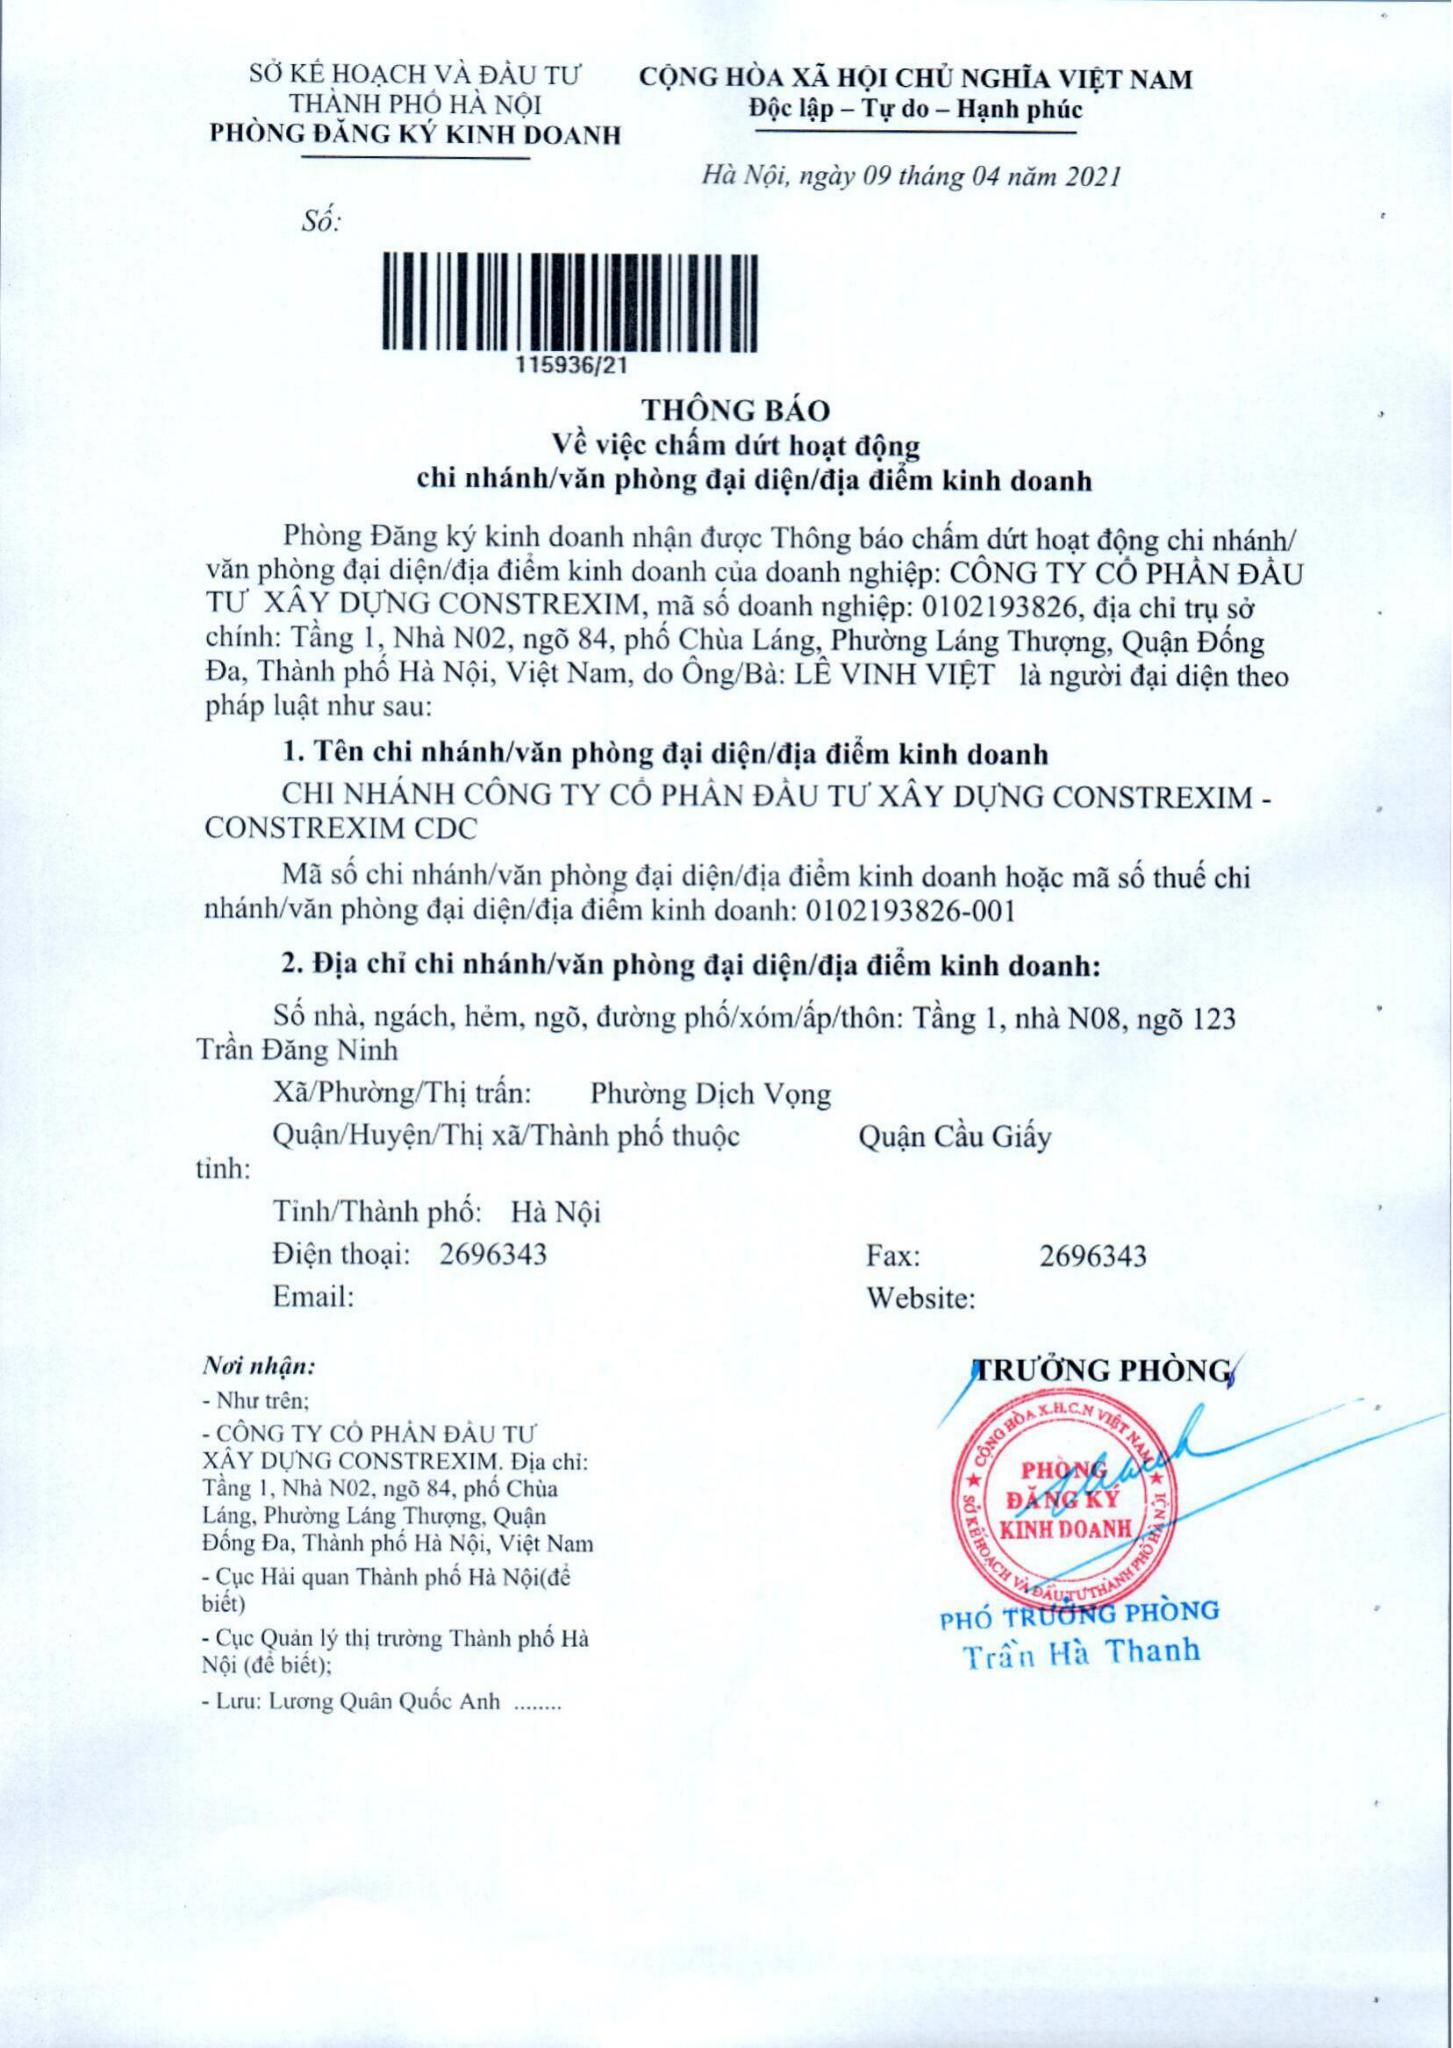 SỞ KẾ HOẠCH VÀ ĐẦU TƯ
THÀNH PHỐ HÀ NỘI
PHÒNG ĐĂNG KÝ KINH DOANH
CỘNG HÒA XÃ HỘI CHỦ NGHĨA VIỆT NAM
Độc lập – Tự do – Hạnh phúc
Hà Nội, ngày 09 tháng 04 năm 2021
Số:
115936/21
THÔNG BÁO
Về việc chấm dứt hoạt động
chi nhánh/văn phòng đại diện/địa điểm kinh doanh
Phòng Đăng ký kinh doanh nhận được Thông báo chấm dứt hoạt động chi nhánh/
văn phòng đại diện/địa điểm kinh doanh của doanh nghiệp: CÔNG TY CỔ PHẦN ĐẦU
TƯ XÂY DỰNG CONSTREXIM, mã số doanh nghiệp: 0102193826, địa chỉ trụ sở
chính: Tầng 1, Nhà N02, ngõ 84, phố Chùa Láng, Phường Láng Thượng, Quận Đống
Đa, Thành phố Hà Nội, Việt Nam, do Ông/Bà: LÊ VINH VIỆT là người đại diện theo
pháp luật như sau:
1. Tên chi nhánh/văn phòng đại diện/địa điểm kinh doanh
CHI NHÁNH CÔNG TY CỔ PHẦN ĐẦU TƯ XÂY DỰNG CONSTREXIM -
CONSTREXIM CDC
Mã số chi nhánh/văn phòng đại diện/địa điểm kinh doanh hoặc mã số thuế chi
nhánh/văn phòng đại diện/địa điểm kinh doanh: 0102193826-001
2. Địa chỉ chi nhánh/văn phòng đại diện/địa điểm kinh doanh:
Số nhà, ngách, hẻm, ngõ, đường phố/xóm/ấp/thôn: Tầng 1, nhà N08, ngõ 123
Trần Đăng Ninh
Xã/Phường/Thị trấn: Phường Dịch Vọng
Quận/Huyện/Thị xã/Thành phố thuộc Quận Cầu Giấy
tỉnh:
Tỉnh/Thành phố: Hà Nội
Điện thoại: 2696343 Fax: 2696343
Email: Website:
Nơi nhận:
- Như trên;
- CÔNG TY CỔ PHẦN ĐẦU TƯ
XÂY DỰNG CONSTREXIM. Địa chỉ:
Tầng 1, Nhà N02, ngõ 84, phố Chùa
Láng, Phường Láng Thượng, Quận
Đống Đa, Thành phố Hà Nội, Việt Nam
- Cục Hải quan Thành phố Hà Nội(để
biết)
- Cục Quản lý thị trường Thành phố Hà
Nội (để biết);
- Lưu: Lương Quân Quốc Anh ........
TRƯỞNG PHÒNG
CỘNG HÒA X.H.C.N VIỆT NAM
PHÒNG
ĐĂNG KÝ
KINH DOANH
SỞ KẾ HOẠCH VÀ ĐẦU TƯ THÀNH PHỐ HÀ NỘI
PHÓ TRƯỞNG PHÒNG
Trần Hà Thanh